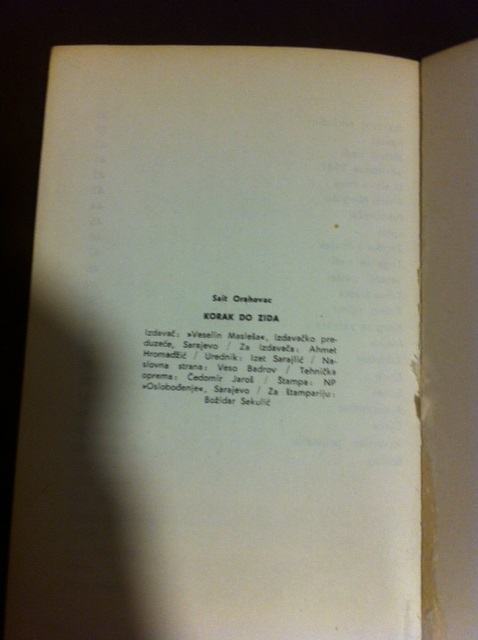 Sait Orahovac
KORAK DO ZIDA
Izdavač: »Veselin Masleša«, izdavačko pre-
duzeće, Sarajevo / Za izdavača: Ahmet
Hromadžić / Urednik: Izet Sarajlić / Na-
slovna strana: Veso Badrov / Tehnička
oprema: Čedomir Jaroš / Štampa: NP
»Oslobođenje«, Sarajevo / Za štampariju:
Božidar Sekulić